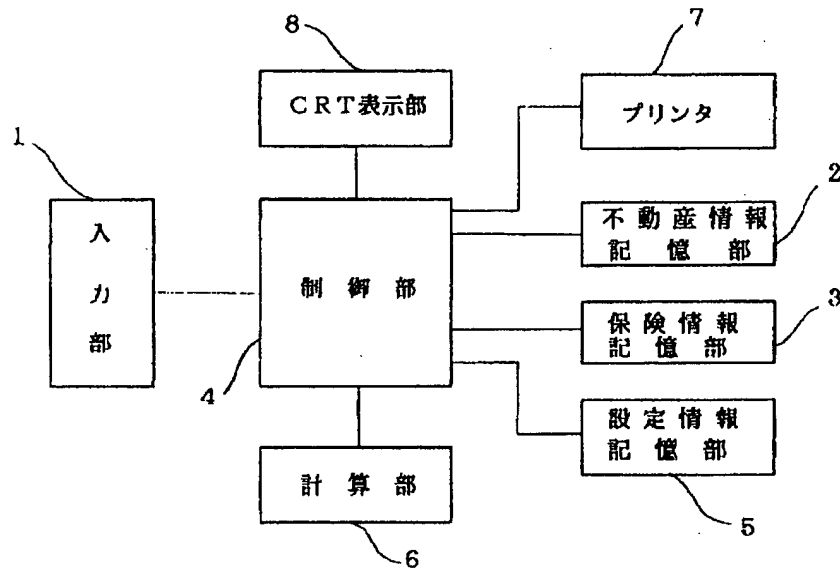 8
7
CRT表示部
プリンタ
1
2
入力部
不動産情報
記憶部
制御部
3
保険情報
記憶部
4
設定情報
記憶部
計算部
5
6